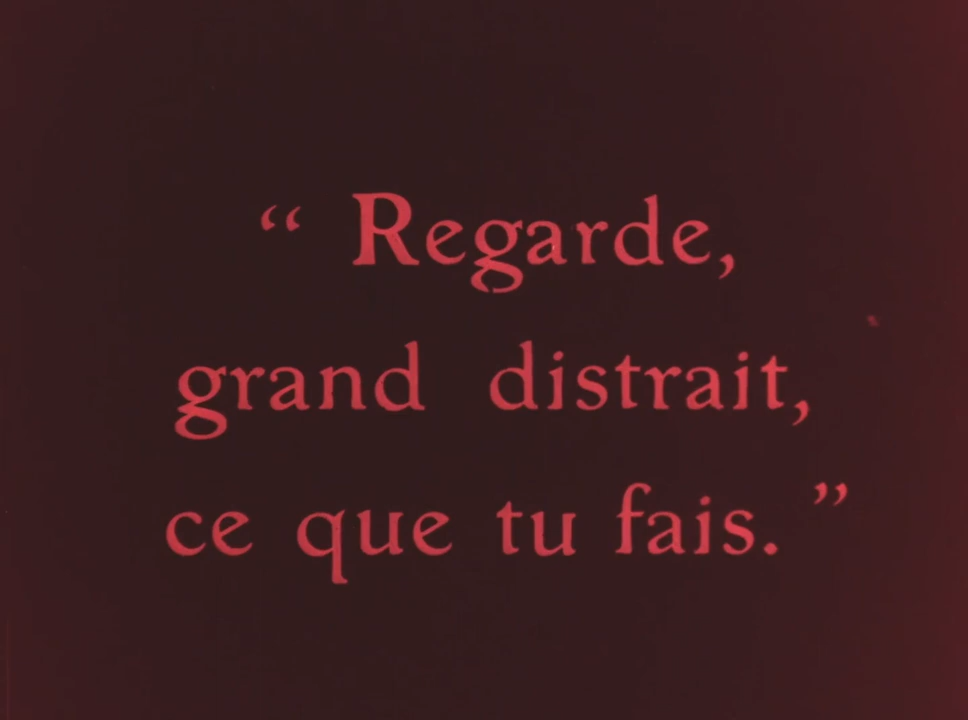 “ Regarde,
grand distrait,
ce que tu fais. ”